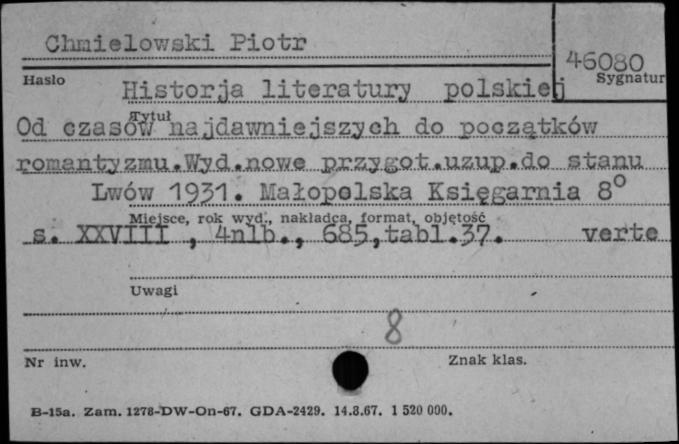 Chmielowski Piotr
46080
Hasło
Sygnatur
Historja literatury polskiej
Tytuł
Od czasów najdawniejszych do początków
romantyzmu.Wyd.nowe przygot.uzup.do stanu
Lwów 1931. Małopolska Księgarnia 8°
Miejsce, rok wyd., nakładca, format, objętość
s. XXVIII , 4nlb., 685,tabl.37. verte
Uwagi
8
Nr inw. Znak klas.
B-15a. Zam. 1278-DW-On-67. GDA-2429. 14.8.67. 1 520 000.